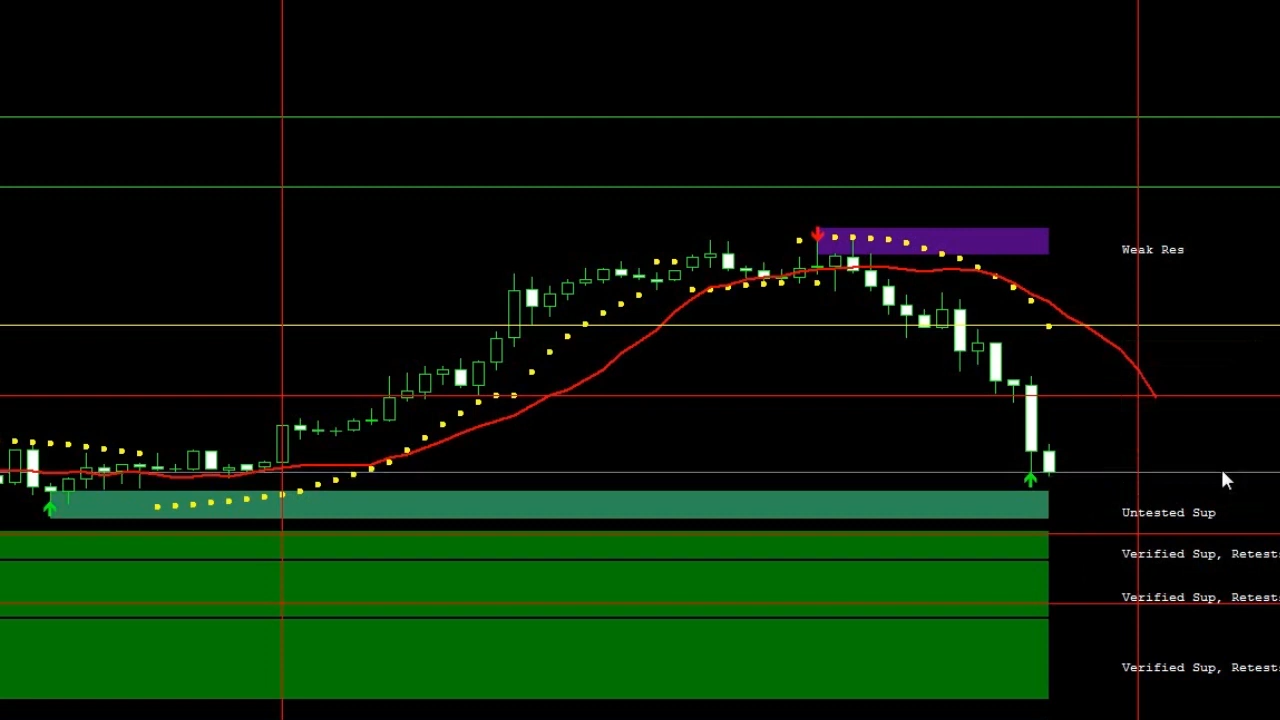 Weak Res
Untested Sup
Verified Sup, Retest
Verified Sup, Retest
Verified Sup, Retest